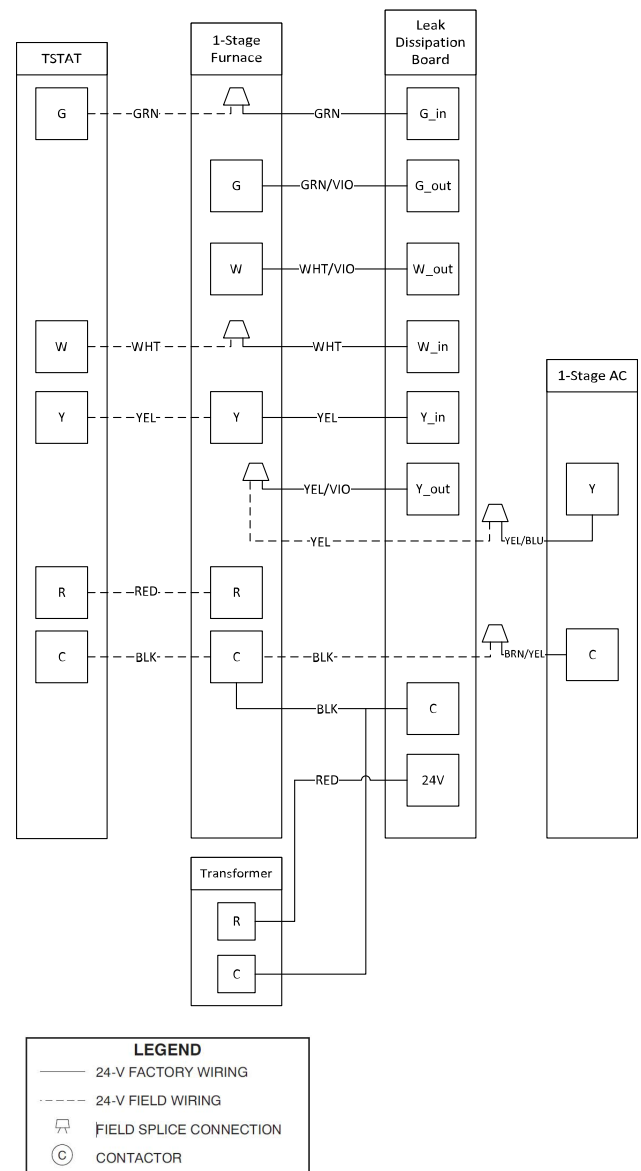 TSTAT
1-Stage
Furnace
Leak
Dissipation
Board
G
GRN
GRN
G_in
G
GRN/VIO
G_out
W
WHT/VIO
W_out
W
WHT
WHT
W_in
1-Stage AC
Y
YEL
Y
YEL
Y_in
YEL/VIO
Y_out
Y
YEL
YEL/BLU
R
RED
R
C
BLK
C
BLK
BRN/YEL
C
BLK
C
RED
24V
Transformer
R
C
LEGEND
24-V FACTORY WIRING
24-V FIELD WIRING
FIELD SPLICE CONNECTION
C CONTACTOR